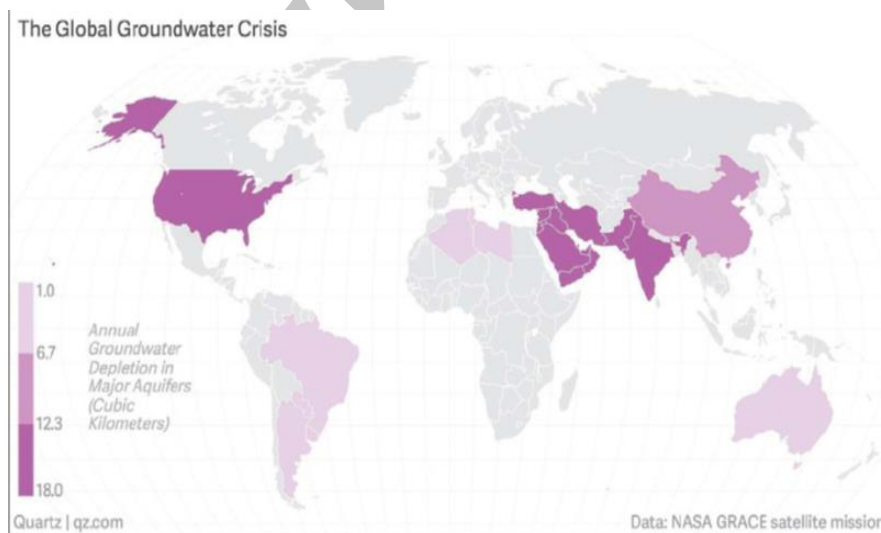 The Global Groundwater Crisis
1.0
6.7
12.3
18.0
Annual
Groundwater
Depletion in
Major Aquifers
(Cubic
Kilometers)
Quartz | qz.com
Data: NASA GRACE satellite mission